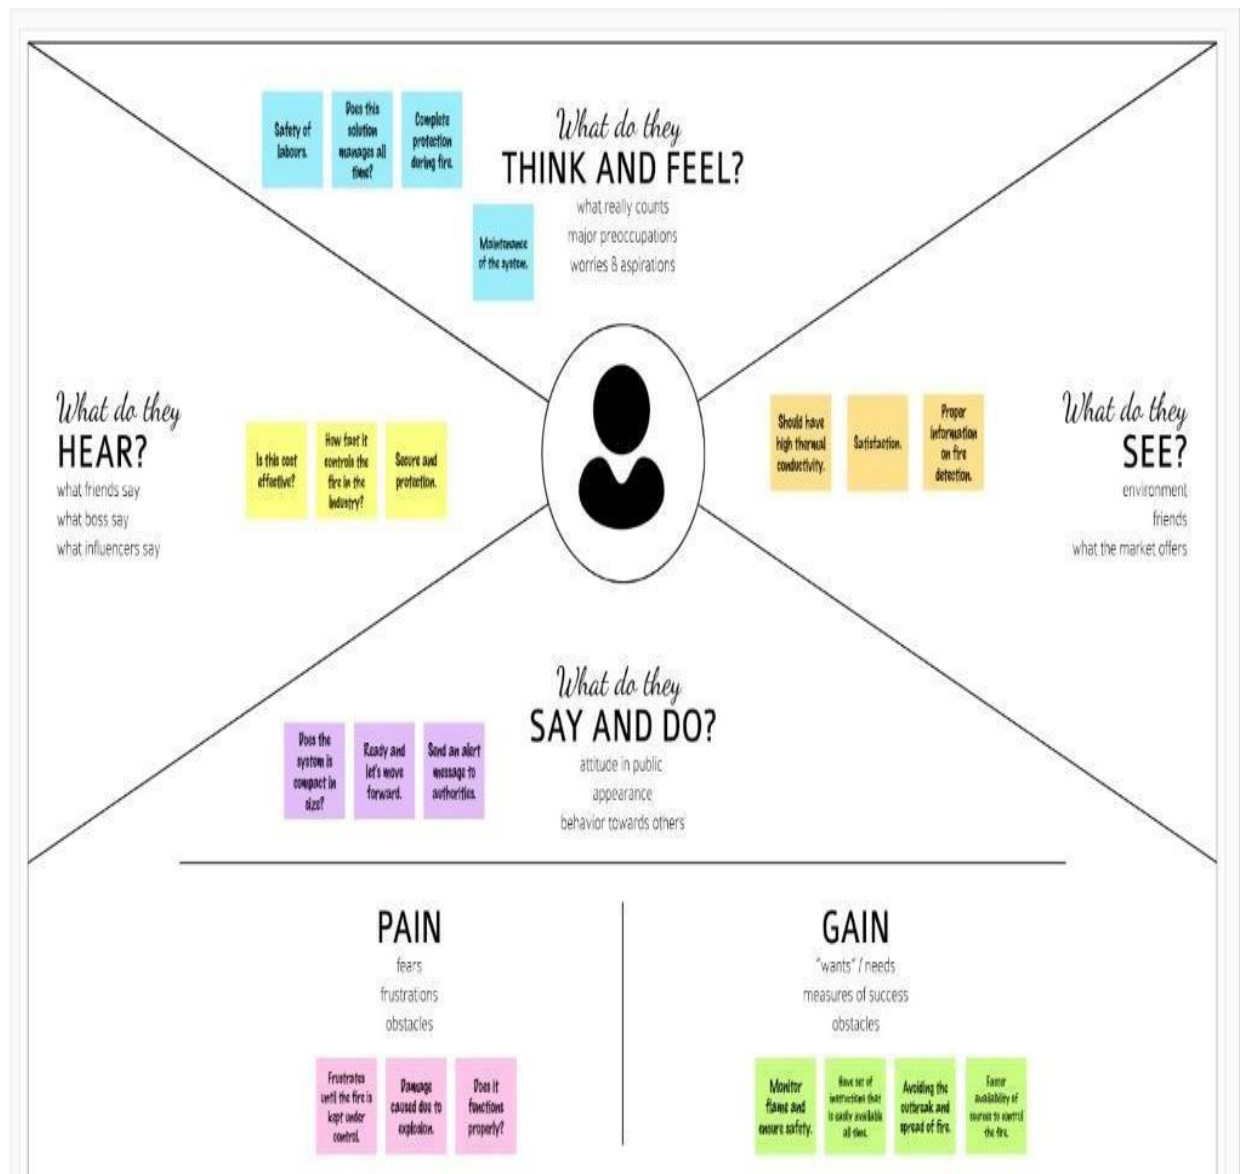 Safety of
labours.
Does this
solution
manages all
time?
Complete
protection
during fire.
Maintenance
of the system.
What do they
THINK AND FEEL?
what really counts
major preoccupations
worries & aspirations
What do they
HEAR?
what friends say
what boss say
what influencers say
Is this cost
effective?
How fast it
controls the
fire in the
industry?
Secure and
protection.
Should have
high thermal
conductivity.
Satisfaction.
Proper
information
on fire
detection.
What do they
SEE?
environment
friends
what the market offers
What do they
SAY AND DO?
attitude in public
appearance
behavior towards others
Does the
system is
compact in
size?
Ready and
let's move
forward.
Send an alert
message to
authorities.
PAIN
fears
frustrations
obstacles
Frustrates
until the fire is
kept under
control.
Damage
caused due to
explosion.
Does it
functions
properly?
GAIN
"wants" / needs
measures of success
obstacles
Monitor
flame and
ensure safety.
Have set of
instructions that
is easily available
all time.
Avoiding the
outbreak and
spread of fire.
Faster
availability of
sources to control
the fire.